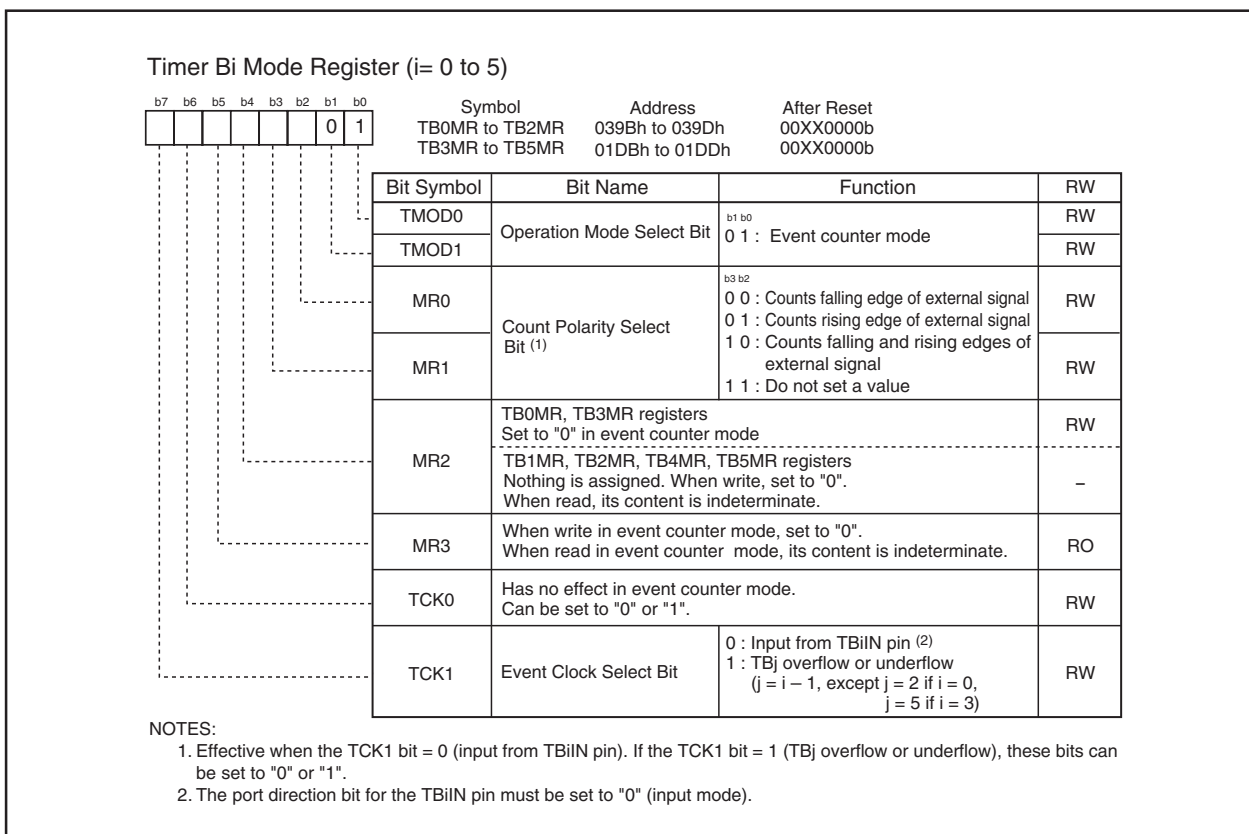 Timer Bi Mode Register (i= 0 to 5)
b7 b6 b5 b4 b3 b2 b1 b0
0 1
Symbol Address After Reset
TB0MR to TB2MR 039Bh to 039Dh 00XX0000b
TB3MR to TB5MR 01DBh to 01DDh 00XX0000b
Bit Symbol Bit Name Function RW
TMOD0 RW
Operation Mode Select Bit
b1 b0
0 1 : Event counter mode
TMOD1 RW
MR0 RW
Count Polarity Select
Bit (1)
b3 b2
0 0 : Counts falling edge of external signal
0 1 : Counts rising edge of external signal
1 0 : Counts falling and rising edges of
external signal
1 1 : Do not set a value
MR1 RW
MR2
TB0MR, TB3MR registers
Set to "0" in event counter mode
RW
TB1MR, TB2MR, TB4MR, TB5MR registers
Nothing is assigned. When write, set to "0".
When read, its content is indeterminate.
–
MR3
When write in event counter mode, set to "0".
When read in event counter mode, its content is indeterminate.
RO
TCK0
Has no effect in event counter mode.
Can be set to "0" or "1".
RW
TCK1
Event Clock Select Bit
0 : Input from TBiIN pin (2)
1 : TBj overflow or underflow
(j = i – 1, except j = 2 if i = 0,
j = 5 if i = 3)
RW
NOTES:
1. Effective when the TCK1 bit = 0 (input from TBiIN pin). If the TCK1 bit = 1 (TBj overflow or underflow), these bits can
be set to "0" or "1".
2. The port direction bit for the TBiIN pin must be set to "0" (input mode).